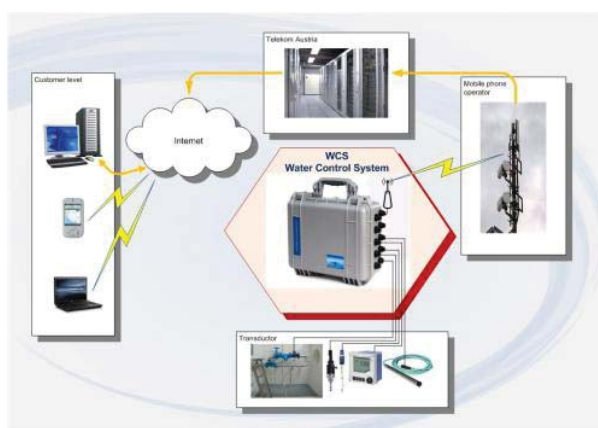 Telekom Austria
Customer level
Mobile phone
operator
Internet
WCS
Water Control System
Transductor